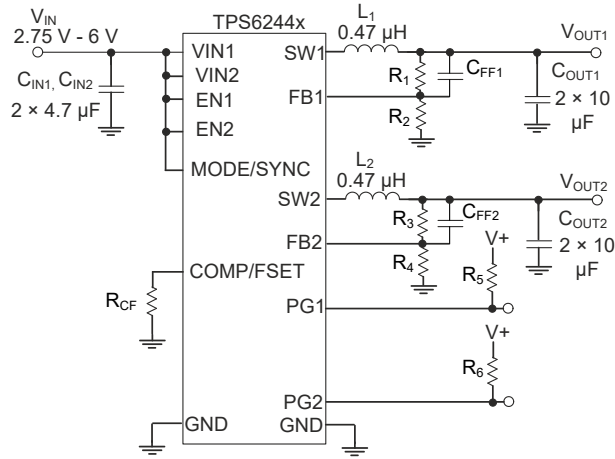 TPS6244x
V_IN
2.75 V - 6 V
C_IN1, C_IN2
2 × 4.7 µF
VIN1
VIN2
EN1
EN2
MODE/SYNC
COMP/FSET
R_CF
GND
SW1
FB1
SW2
FB2
PG1
PG2
GND
L_1
0.47 µH
R_1
R_2
C_FF1
V_OUT1
C_OUT1
2 × 10
µF
L_2
0.47 µH
R_3
R_4
C_FF2
V_OUT2
C_OUT2
2 × 10
µF
V+
R_5
V+
R_6